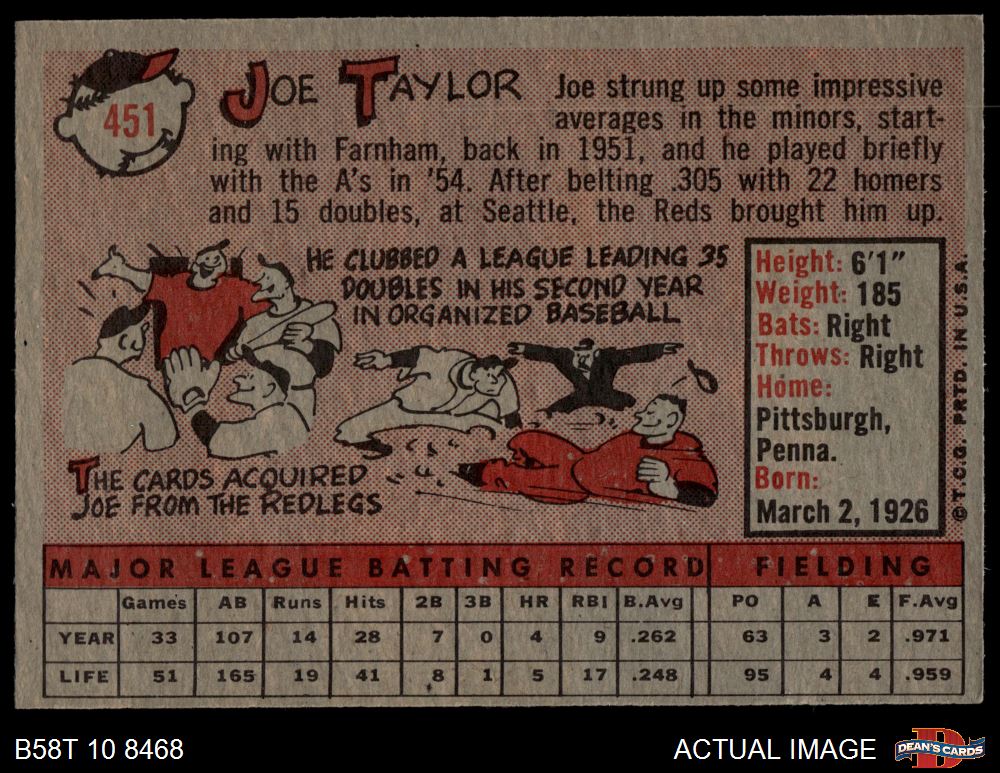 451
JOE TAYLOR
Joe strung up some impressive
averages in the minors, start-
ing with Farnham, back in 1951, and he played briefly
with the A's in '54. After belting .305 with 22 homers
and 15 doubles, at Seattle, the Reds brought him up.
HE CLUBBED A LEAGUE LEADING 35
DOUBLES IN HIS SECOND YEAR
IN ORGANIZED BASEBALL
THE CARDS ACQUIRED
JOE FROM THE REDLEGS
Height: 6'1"
Weight: 185
Bats: Right
Throws: Right
Home:
Pittsburgh,
Penna.
Born:
March 2, 1926
©T.C.G. PRTD. IN U.S.A.
MAJOR LEAGUE BATTING RECORD FIELDING
Games AB Runs Hits 2B 3B HR RBI B.Avg PO A E F.Avg
YEAR 33 107 14 28 7 0 4 9 .262 63 3 2 .971
LIFE 51 165 19 41 8 1 5 17 .248 95 4 4 .959
B58T 10 8468
ACTUAL IMAGE
D
DEAN'S CARDS